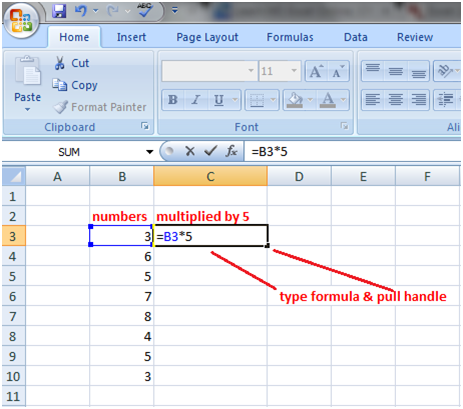 ABC
Home Insert Page Layout Formulas Data Review
Cut
Copy
Format Painter
Paste
11
A A
B I U
A
Clipboard Font
SUM fx =B3*5
A B C D E F
1
2 numbers multiplied by 5
3 3 =B3*5
4 6
5 5
6 7
type formula & pull handle
7 8
8 4
9 5
10 3
11